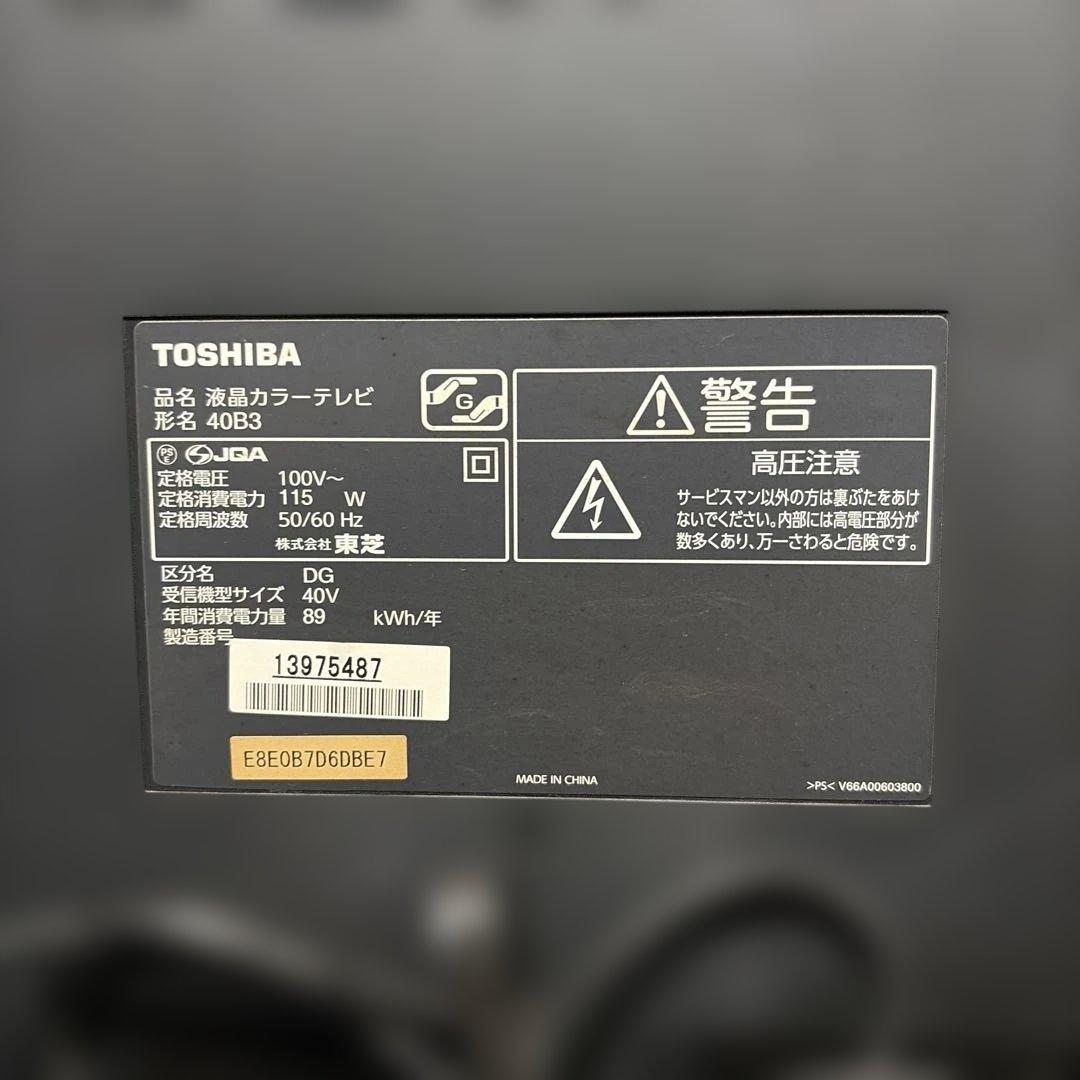 TOSHIBA
品名 液晶カラーテレビ
形名 40B3
G
PS E JQA
定格電圧 100V～
定格消費電力 115 W
定格周波数 50/60 Hz
株式会社 東芝
警告
高圧注意
サービスマン以外の方は裏ぶたをあけ
ないでください。内部には高電圧部分が
数多くあり、万一さわると危険です。
区分名 DG
受信機型サイズ 40V
年間消費電力量 89 kWh/年
製造番号
13975487
E8E0B7D6DBE7
MADE IN CHINA
>PS< V66A00603800